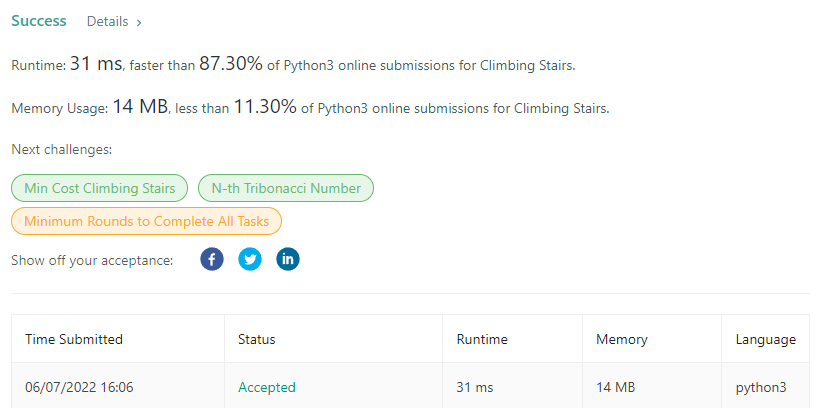 Success Details >
Runtime: 31 ms, faster than 87.30% of Python3 online submissions for Climbing Stairs.
Memory Usage: 14 MB, less than 11.30% of Python3 online submissions for Climbing Stairs.
Next challenges:
Min Cost Climbing Stairs N-th Tribonacci Number
Minimum Rounds to Complete All Tasks
Show off your acceptance: f in
Time Submitted Status Runtime Memory Language
06/07/2022 16:06 Accepted 31 ms 14 MB python3